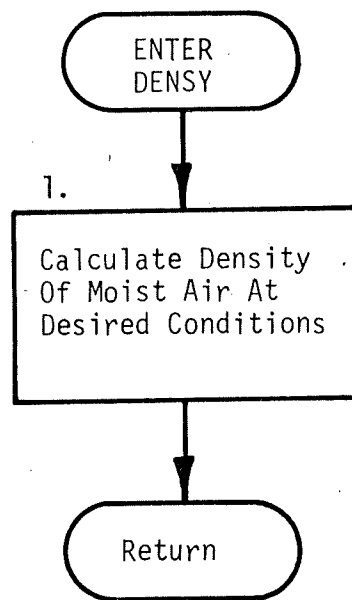 ENTER
DENSY
1.
Calculate Density
Of Moist Air At
Desired Conditions
Return